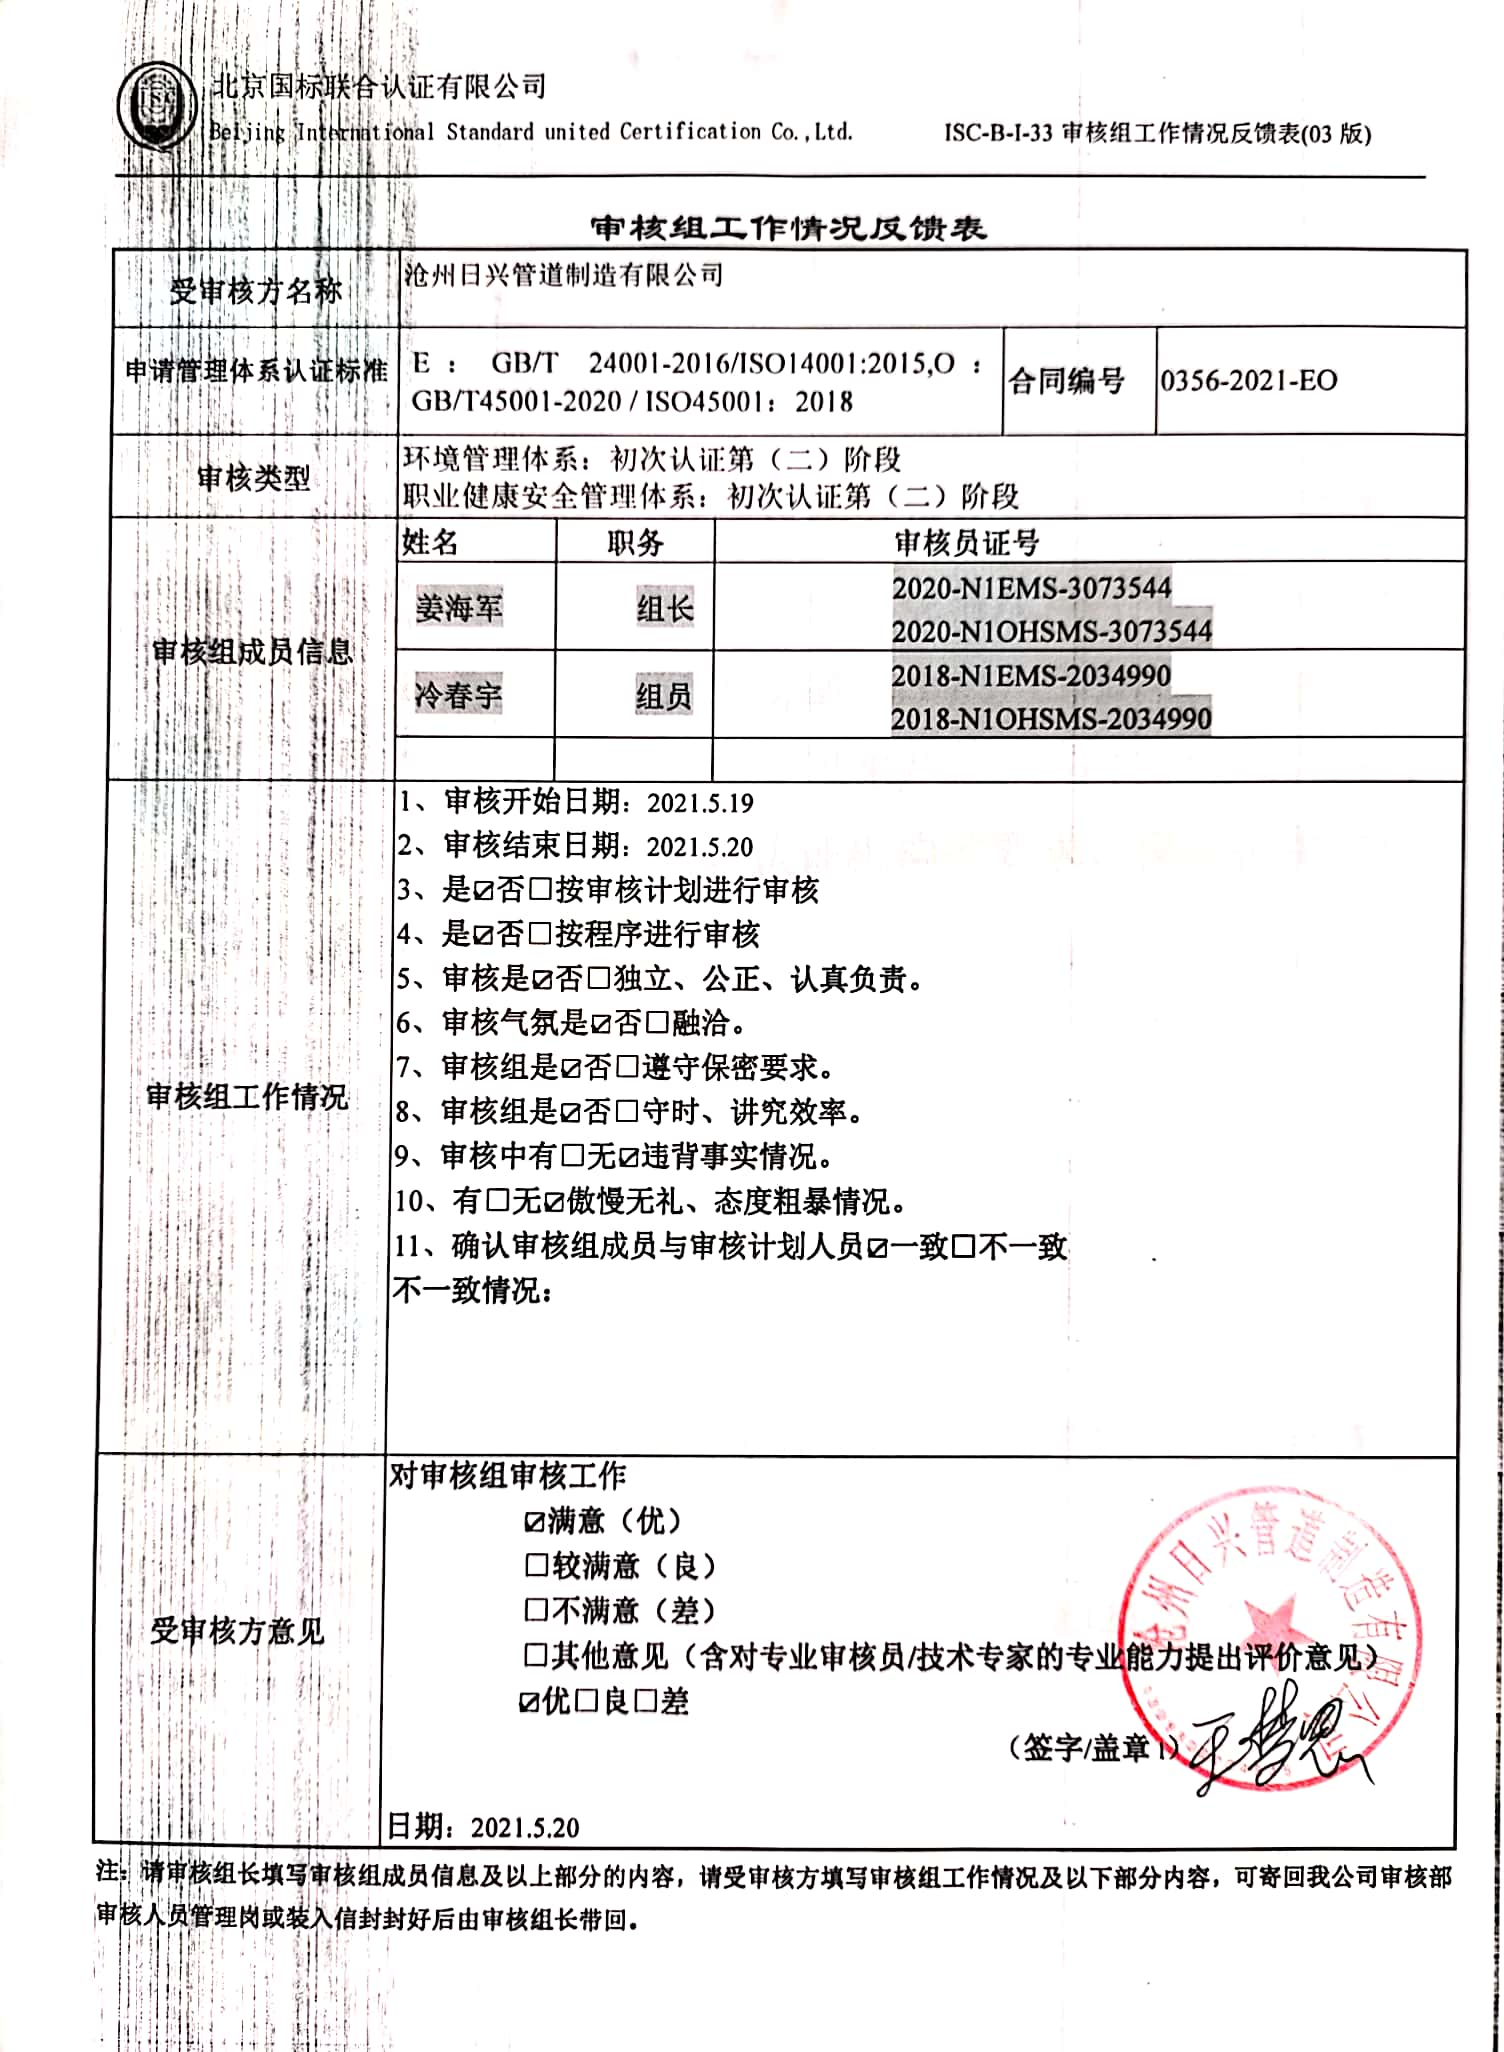 北京国标联合认证有限公司
Beijing International Standard united Certification Co.,Ltd.
ISC-B-I-33 审核组工作情况反馈表(03 版)
审核组工作情况反馈表
受审核方名称
沧州日兴管道制造有限公司
申请管理体系认证标准
E : GB/T 24001-2016/ISO14001:2015,O :
GB/T45001-2020 / ISO45001：2018
合同编号
0356-2021-EO
审核类型
环境管理体系：初次认证第（二）阶段
职业健康安全管理体系：初次认证第（二）阶段
审核组成员信息
姓名 职务 审核员证号
姜海军 组长 2020-N1EMS-3073544
2020-N1OHSMS-3073544
冷春宇 组员 2018-N1EMS-2034990
2018-N1OHSMS-2034990
审核组工作情况
1、审核开始日期：2021.5.19
2、审核结束日期：2021.5.20
3、是☑否□按审核计划进行审核
4、是☑否□按程序进行审核
5、审核是☑否□独立、公正、认真负责。
6、审核气氛是☑否□融洽。
7、审核组是☑否□遵守保密要求。
8、审核组是☑否□守时、讲究效率。
9、审核中有□无☑违背事实情况。
10、有□无☑傲慢无礼、态度粗暴情况。
11、确认审核组成员与审核计划人员☑一致□不一致
不一致情况：
受审核方意见
对审核组审核工作
☑满意（优）
□较满意（良）
□不满意（差）
□其他意见（含对专业审核员/技术专家的专业能力提出评价意见）
☑优□良□差
（签字/盖章）
沧州日兴管道制造有限公司
日期：2021.5.20
注：请审核组长填写审核组成员信息及以上部分的内容，请受审核方填写审核组工作情况及以下部分内容，可寄回我公司审核部
审核人员管理岗或装入信封封好后由审核组长带回。